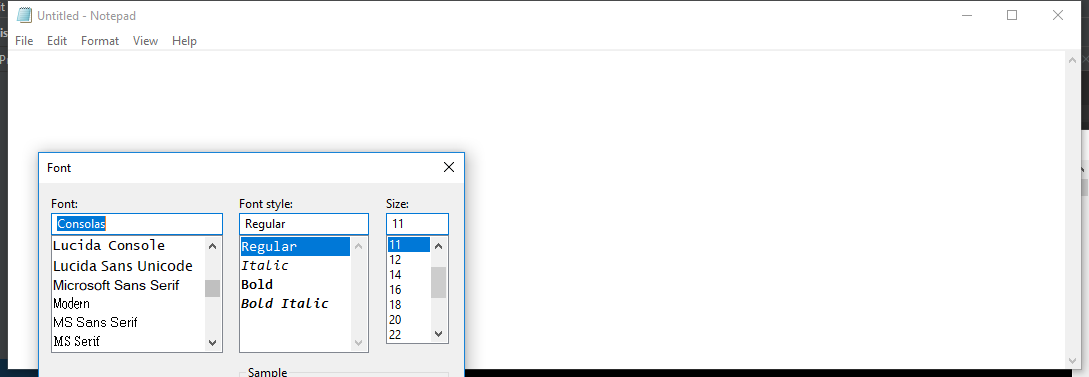 Untitled - Notepad
File Edit Format View Help
Font
Font: Font style: Size:
Consolas Regular 11
Lucida Console Regular 11
Lucida Sans Unicode Italic 12
Microsoft Sans Serif Bold 14
Modern Bold Italic 16
MS Sans Serif 18
MS Serif 20
22
Sample